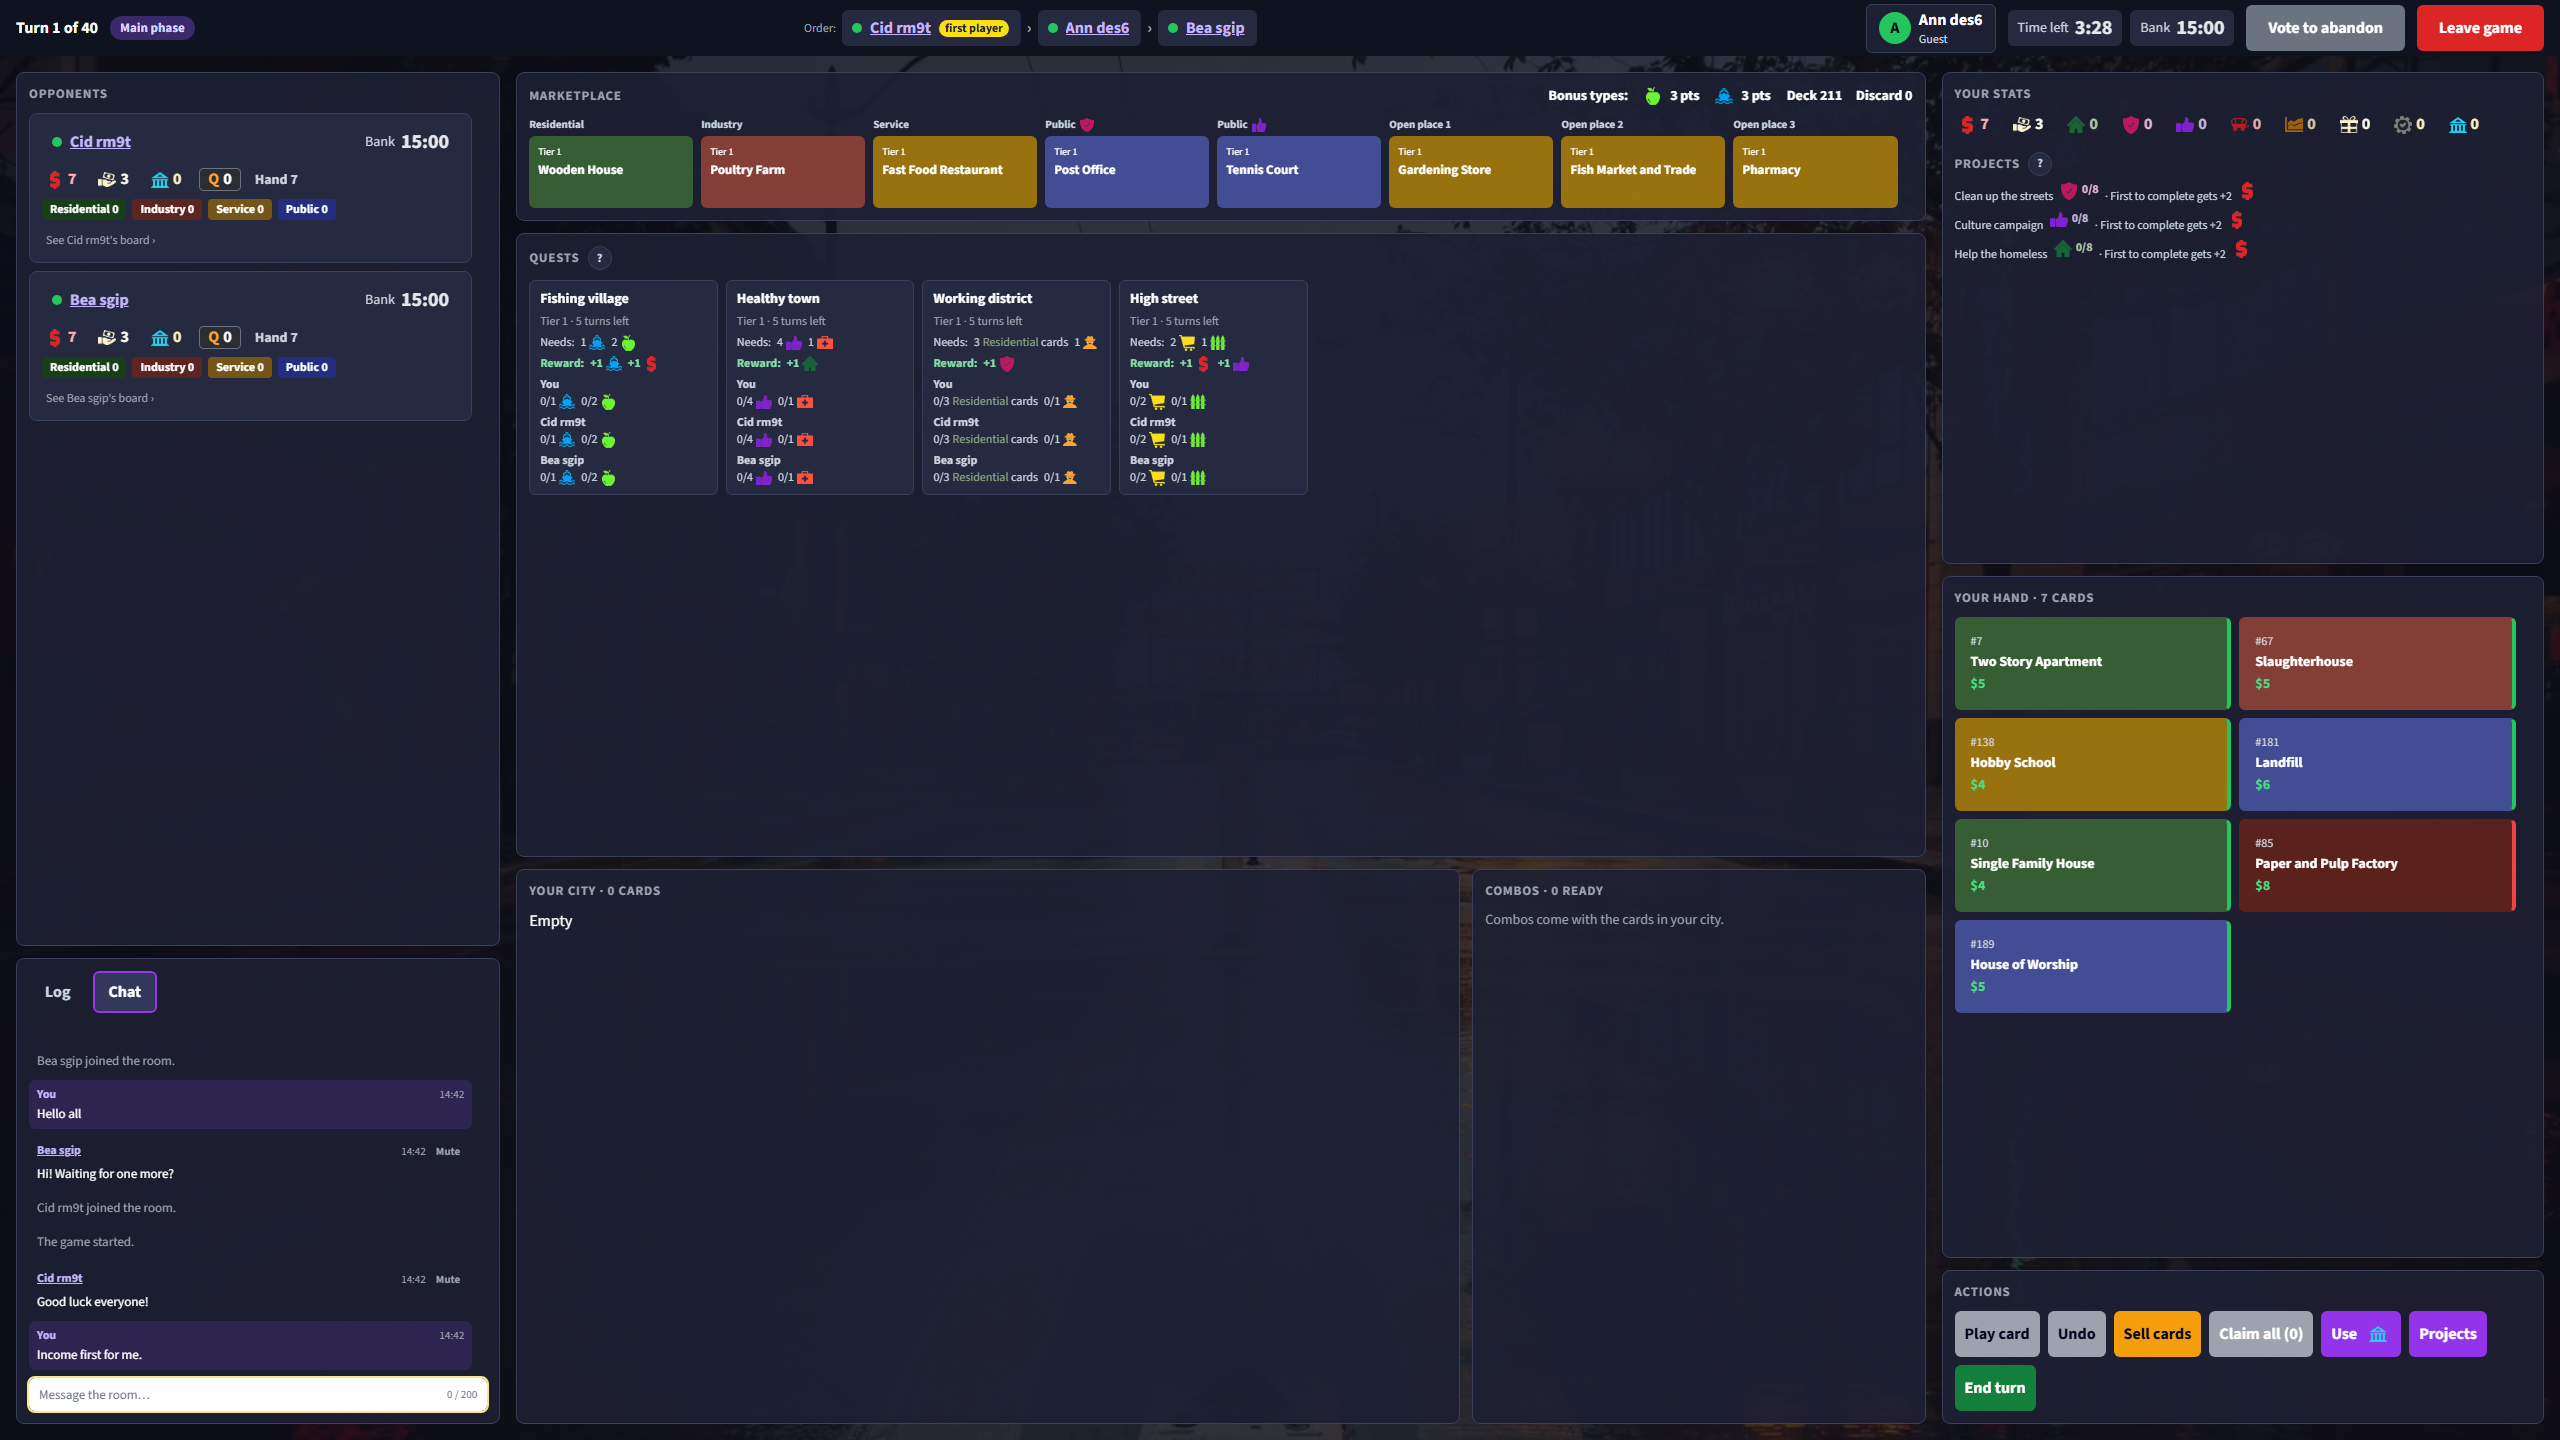 Turn 1 of 40
Main phase
Order:
Cid rm9t first player › Ann des6 › Bea sgip
A
Ann des6
Guest
Time left 3:28
Bank 15:00
Vote to abandon
Leave game
OPPONENTS
Cid rm9t
Bank 15:00
7 3 0 Q 0 Hand 7
Residential 0 Industry 0 Service 0 Public 0
See Cid rm9t's board ›
Bea sgip
Bank 15:00
7 3 0 Q 0 Hand 7
Residential 0 Industry 0 Service 0 Public 0
See Bea sgip's board ›
Log
Chat
Bea sgip joined the room.
You 14:42
Hello all
Bea sgip 14:42 Mute
Hi! Waiting for one more?
Cid rm9t joined the room.
The game started.
Cid rm9t 14:42 Mute
Good luck everyone!
You 14:42
Income first for me.
Message the room… 0 / 200
MARKETPLACE
Bonus types: 3 pts 3 pts Deck 211 Discard 0
Residential
Tier 1
Wooden House
Industry
Tier 1
Poultry Farm
Service
Tier 1
Fast Food Restaurant
Public
Tier 1
Post Office
Public
Tier 1
Tennis Court
Open place 1
Tier 1
Gardening Store
Open place 2
Tier 1
Fish Market and Trade
Open place 3
Tier 1
Pharmacy
QUESTS ?
Fishing village
Tier 1 · 5 turns left
Needs: 1 2
Reward: +1 +1
You
0/1 0/2
Cid rm9t
0/1 0/2
Bea sgip
0/1 0/2
Healthy town
Tier 1 · 5 turns left
Needs: 4 1
Reward: +1
You
0/4 0/1
Cid rm9t
0/4 0/1
Bea sgip
0/4 0/1
Working district
Tier 1 · 5 turns left
Needs: 3 Residential cards 1
Reward: +1
You
0/3 Residential cards 0/1
Cid rm9t
0/3 Residential cards 0/1
Bea sgip
0/3 Residential cards 0/1
High street
Tier 1 · 5 turns left
Needs: 2 1
Reward: +1 +1
You
0/2 0/1
Cid rm9t
0/2 0/1
Bea sgip
0/2 0/1
YOUR CITY · 0 CARDS
Empty
COMBOS · 0 READY
Combos come with the cards in your city.
YOUR STATS
7 3 0 0 0 0 0 0 0 0
PROJECTS ?
Clean up the streets 0/8 · First to complete gets +2
Culture campaign 0/8 · First to complete gets +2
Help the homeless 0/8 · First to complete gets +2
YOUR HAND · 7 CARDS
#7
Two Story Apartment
$5
#67
Slaughterhouse
$5
#138
Hobby School
$4
#181
Landfill
$6
#10
Single Family House
$4
#85
Paper and Pulp Factory
$8
#189
House of Worship
$5
ACTIONS
Play card
Undo
Sell cards
Claim all (0)
Use
Projects
End turn